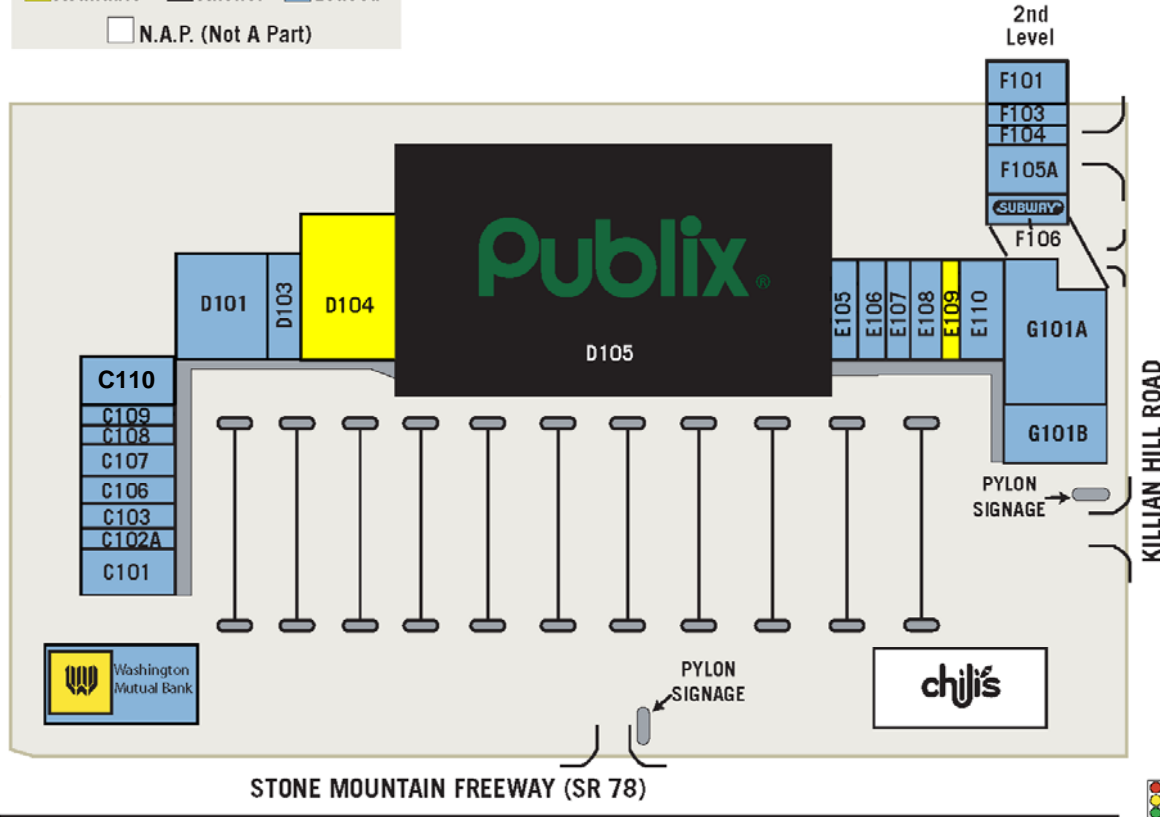 N.A.P. (Not A Part)
2nd
Level
F101
F103
F104
F105A
SUBWAY
F106
Publix ®
D105
D101
D103
D104
E105
E106
E107
E108
E109
E110
G101A
G101B
C110
C109
C108
C107
C106
C103
C102A
C101
PYLON
SIGNAGE
KILLIAN HILL ROAD
Washington
Mutual Bank
PYLON
SIGNAGE
chili's
STONE MOUNTAIN FREEWAY (SR 78)